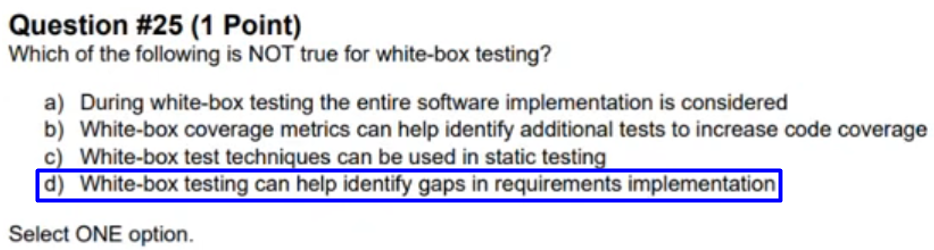 Question #25 (1 Point)
Which of the following is NOT true for white-box testing?
a) During white-box testing the entire software implementation is considered
b) White-box coverage metrics can help identify additional tests to increase code coverage
c) White-box test techniques can be used in static testing
d) White-box testing can help identify gaps in requirements implementation
Select ONE option.